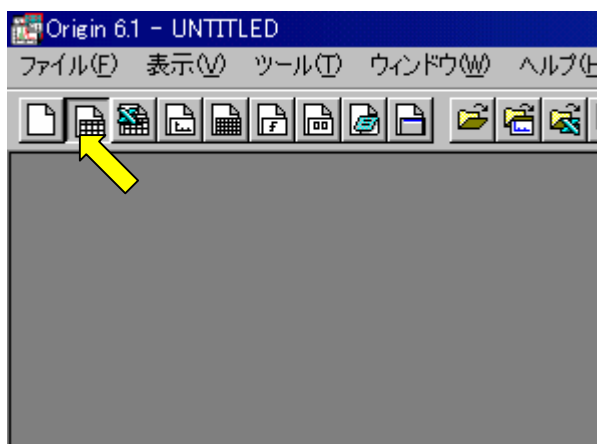 Origin 6.1 - UNTITLED
ファイル(F) 表示(V) ツール(T) ウィンドウ(W) ヘルプ(H